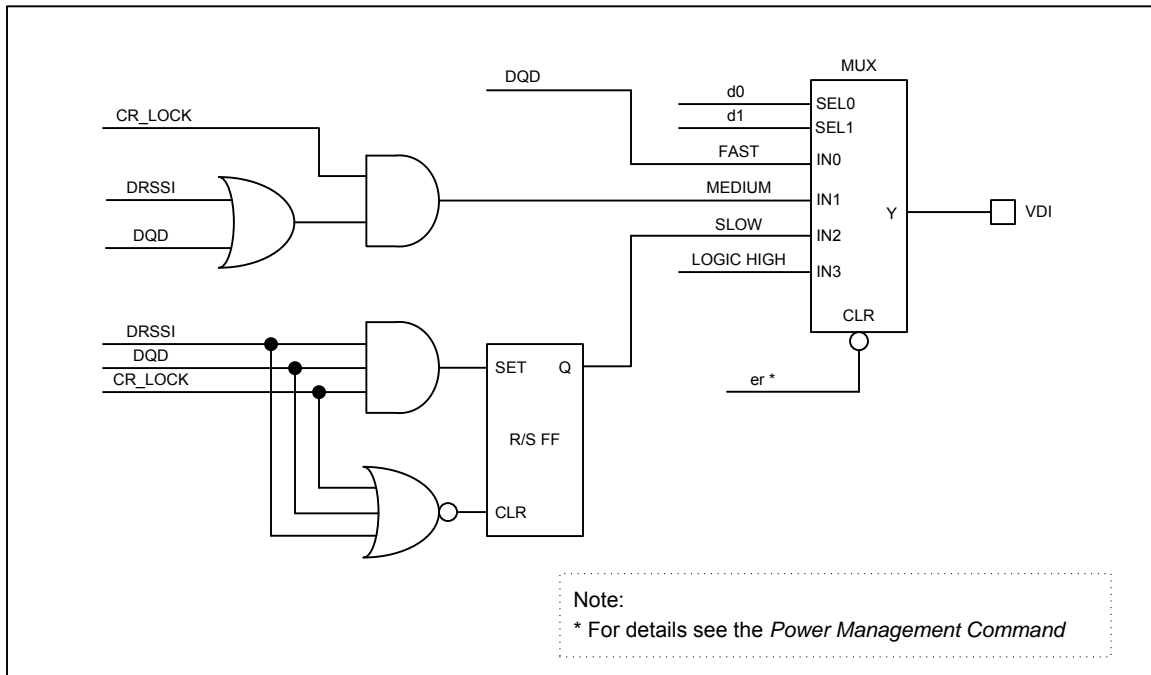 MUX
DQD
d0
SEL0
CR_LOCK
d1
SEL1
FAST
IN0
DRSSI
MEDIUM
IN1
Y
VDI
DQD
SLOW
IN2
LOGIC HIGH
IN3
CLR
DRSSI
DQD
SET
Q
CR_LOCK
er *
R/S FF
CLR
Note:
* For details see the Power Management Command